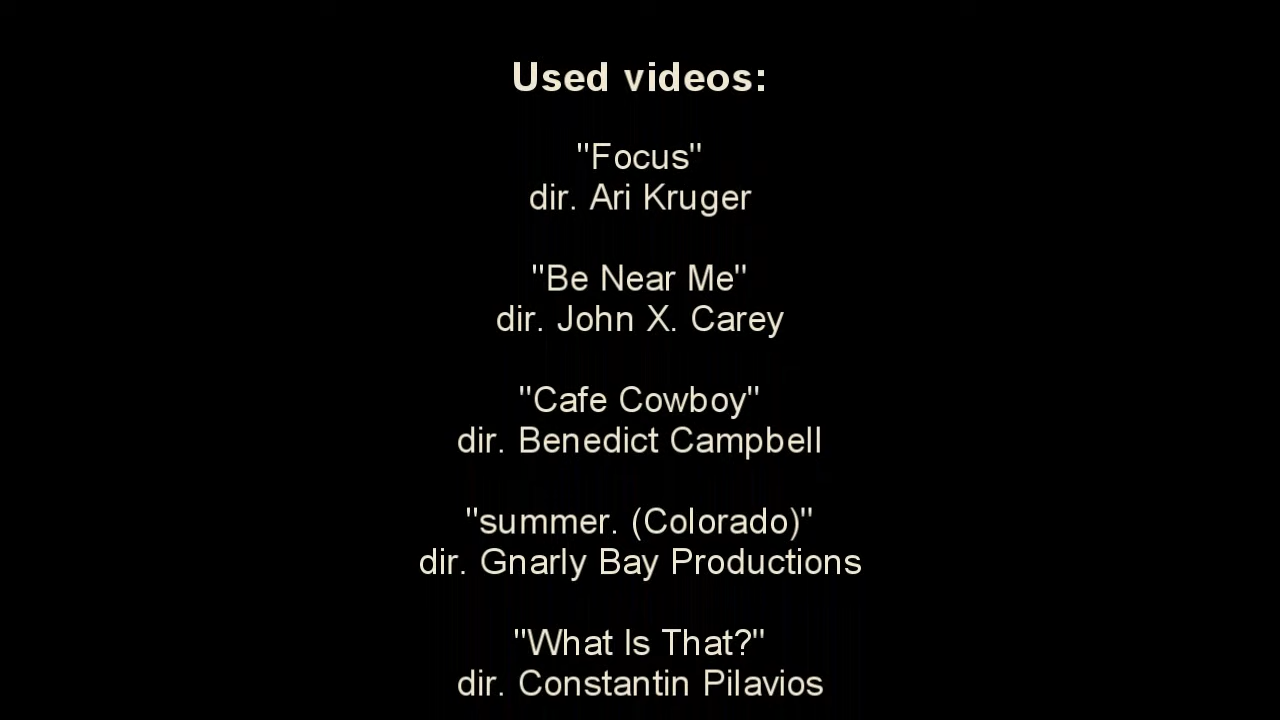 Used videos:
"Focus"
dir. Ari Kruger
"Be Near Me"
dir. John X. Carey
"Cafe Cowboy"
dir. Benedict Campbell
"summer. (Colorado)"
dir. Gnarly Bay Productions
"What Is That?"
dir. Constantin Pilavios